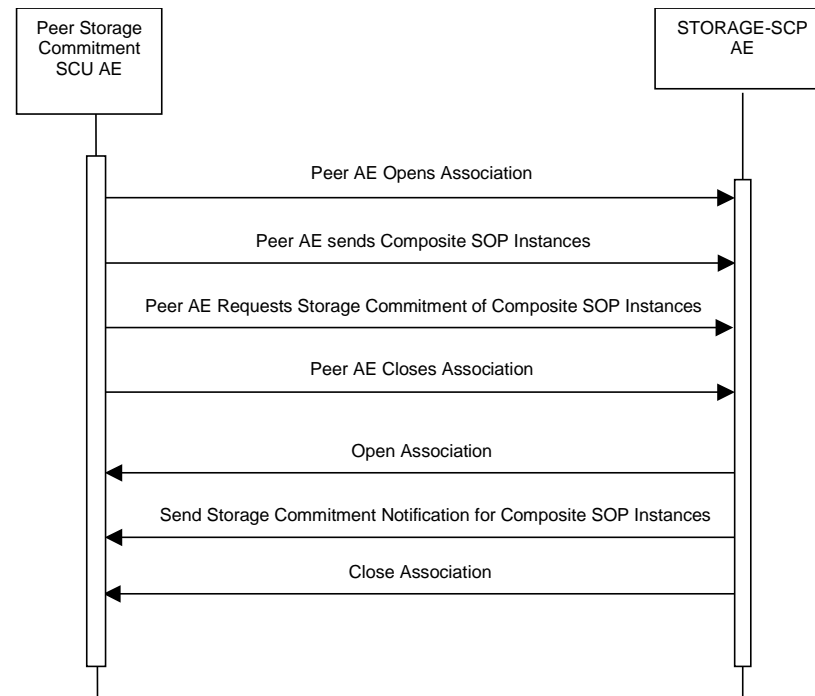 Peer Storage
Commitment
SCU AE
STORAGE-SCP
AE
Peer AE Opens Association
Peer AE sends Composite SOP Instances
Peer AE Requests Storage Commitment of Composite SOP Instances
Peer AE Closes Association
Open Association
Send Storage Commitment Notification for Composite SOP Instances
Close Association